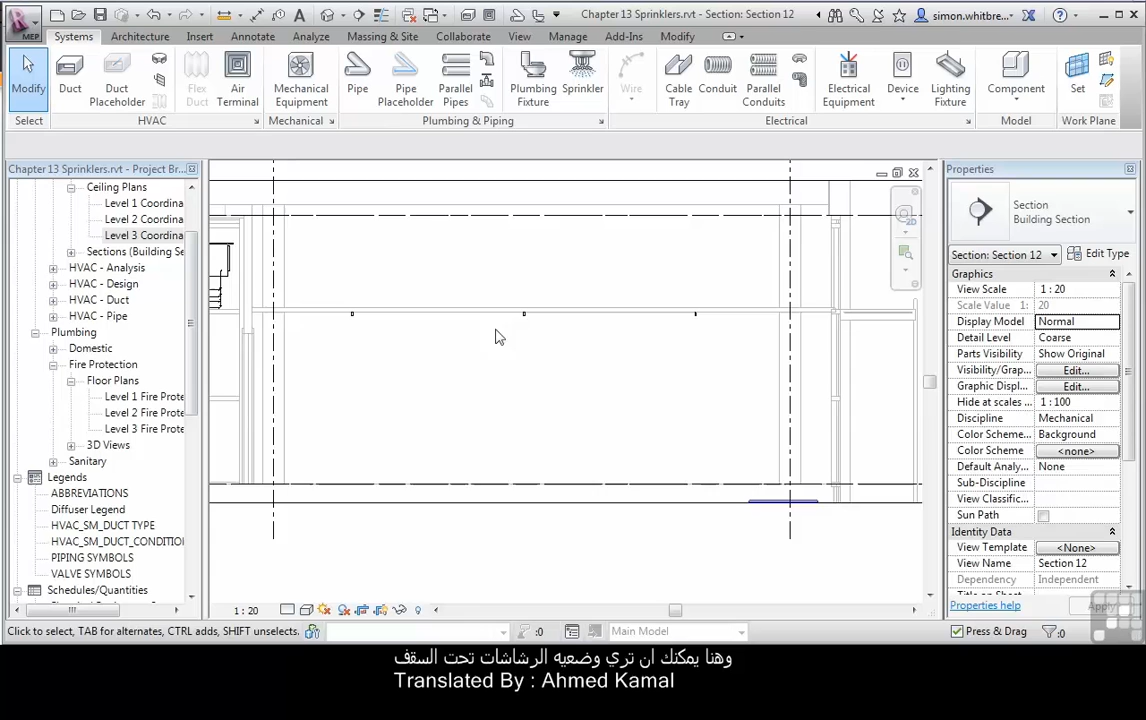 Chapter 13 Sprinklers.rvt - Section: Section 12
simon.whitbre...
MEP
Systems
Architecture
Insert
Annotate
Analyze
Massing & Site
Collaborate
View
Manage
Add-Ins
Modify
Modify
Duct
Duct Placeholder
Flex Duct
Air Terminal
Mechanical Equipment
Pipe
Pipe Placeholder
Parallel Pipes
Plumbing Fixture
Sprinkler
Wire
Cable Tray
Conduit
Parallel Conduits
Electrical Equipment
Device
Lighting Fixture
Component
Set
Select
HVAC
Mechanical
Plumbing & Piping
Electrical
Model
Work Plane
Chapter 13 Sprinklers.rvt - Project Br...
Ceiling Plans
Level 1 Coordina
Level 2 Coordina
Level 3 Coordina
Sections (Building Se
HVAC - Analysis
HVAC - Design
HVAC - Duct
HVAC - Pipe
Plumbing
Domestic
Fire Protection
Floor Plans
Level 1 Fire Prote
Level 2 Fire Prote
Level 3 Fire Prote
3D Views
Sanitary
Legends
ABBREVIATIONS
Diffuser Legend
HVAC_SM_DUCT TYPE
HVAC_SM_DUCT_CONDITIO
PIPING SYMBOLS
VALVE SYMBOLS
Schedules/Quantities
2D
Properties
Section
Building Section
Section: Section 12
Edit Type
Graphics
View Scale 1 : 20
Scale Value 1: 20
Display Model Normal
Detail Level Coarse
Parts Visibility Show Original
Visibility/Grap... Edit...
Graphic Displ... Edit...
Hide at scales ... 1 : 100
Discipline Mechanical
Color Scheme... Background
Color Scheme <none>
Default Analy... None
Sub-Discipline
View Classific...
Sun Path
Identity Data
View Template <None>
View Name Section 12
Dependency Independent
Properties help
Apply
1 : 20
Click to select, TAB for alternates, CTRL adds, SHIFT unselects.
:0
Main Model
Press & Drag
:0
وهنا يمكنك ان تري وضعيه الرشاشات تحت السقف
Translated By : Ahmed Kamal